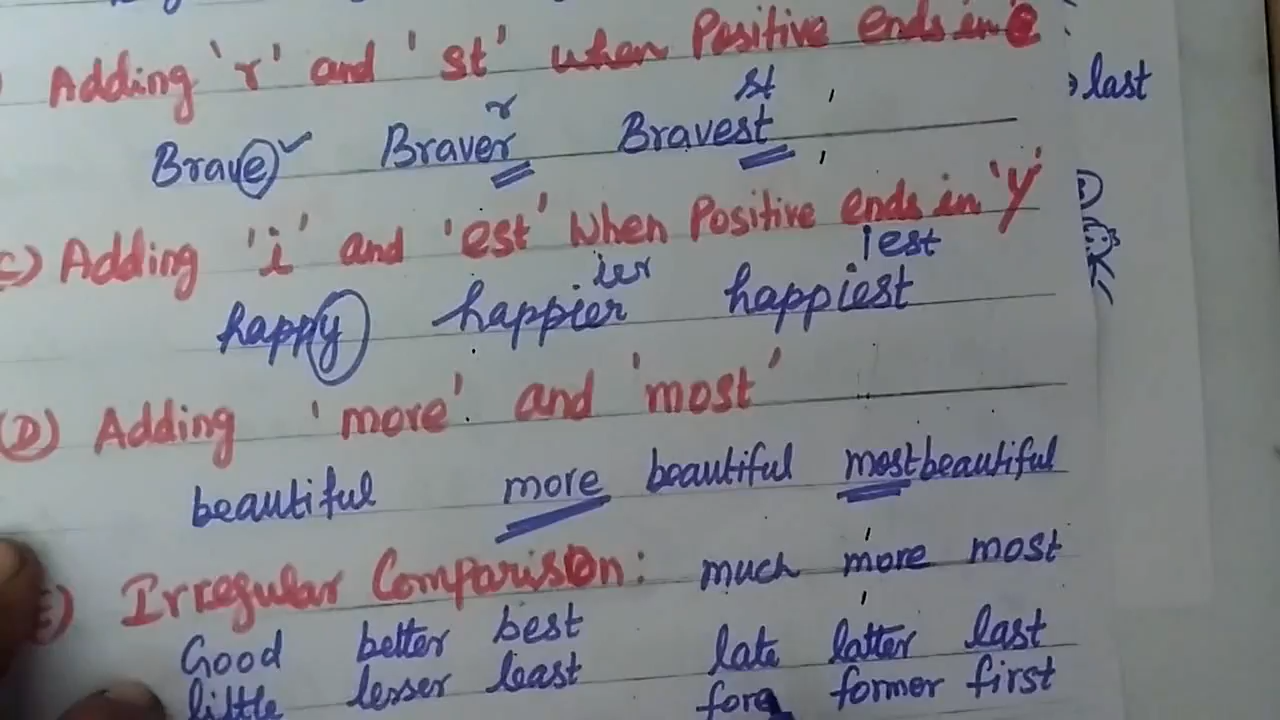 Adding 'r' and 'st' when Positive ends in e
r st
Brave Braver Bravest
last
C) Adding 'i' and 'est' When Positive ends in 'y'
ier iest
happy happier happiest
(D) Adding 'more' and 'most'
beautiful more beautiful most beautiful
E) Irregular Comparision: much more most
Good better best late latter last
little lesser least fore former first